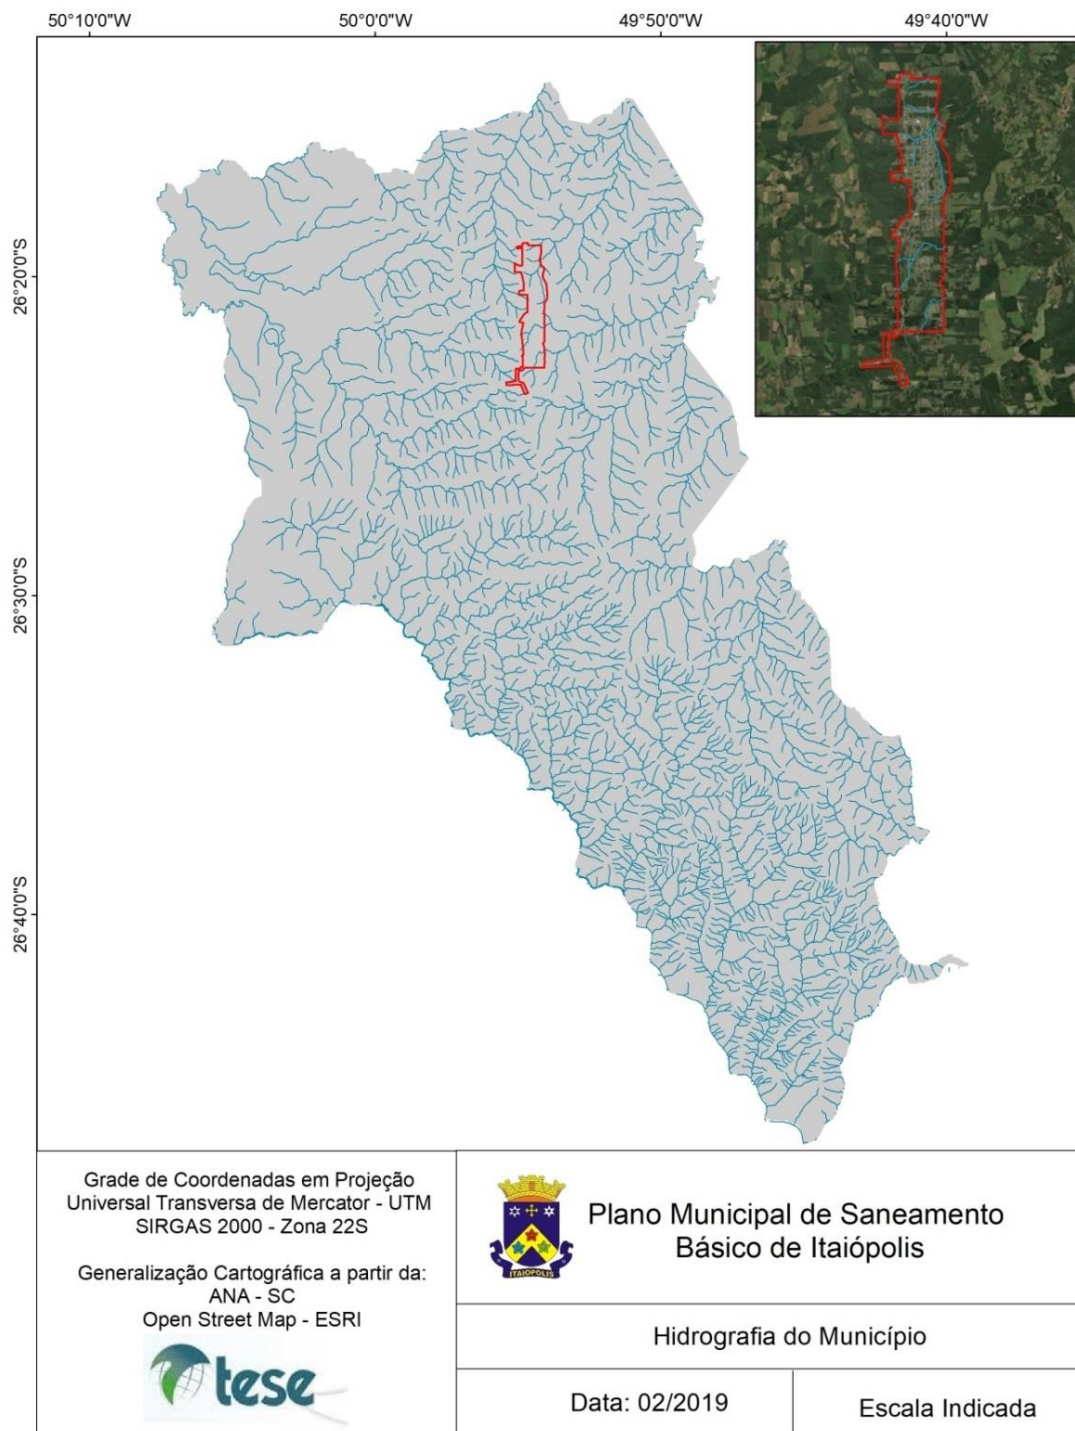 50°10'0"W
50°0'0"W
49°50'0"W
49°40'0"W
26°20'0"S
26°30'0"S
26°40'0"S
Grade de Coordenadas em Projeção
Universal Transversa de Mercator - UTM
SIRGAS 2000 - Zona 22S
Generalização Cartográfica a partir da:
ANA - SC
Open Street Map - ESRI
tese
ITAIÓPOLIS
Plano Municipal de Saneamento
Básico de Itaiópolis
Hidrografia do Município
Data: 02/2019
Escala Indicada